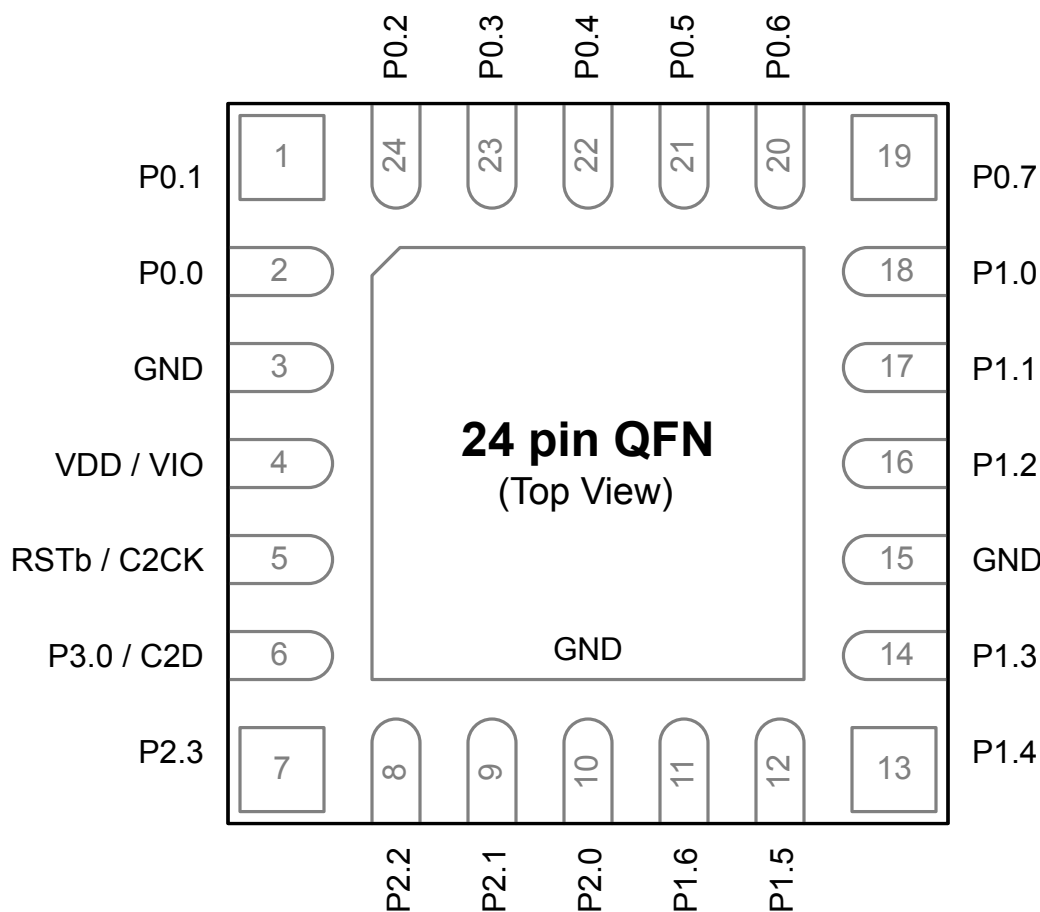 P0.2
P0.3
P0.4
P0.5
P0.6
1
24
23
22
21
20
19
P0.1
P0.7
P0.0
2
18
P1.0
GND
3
17
P1.1
VDD / VIO
4
24 pin QFN
16
P1.2
(Top View)
RSTb / C2CK
5
15
GND
P3.0 / C2D
6
GND
14
P1.3
P2.3
7
8
9
10
11
12
13
P1.4
P2.2
P2.1
P2.0
P1.6
P1.5